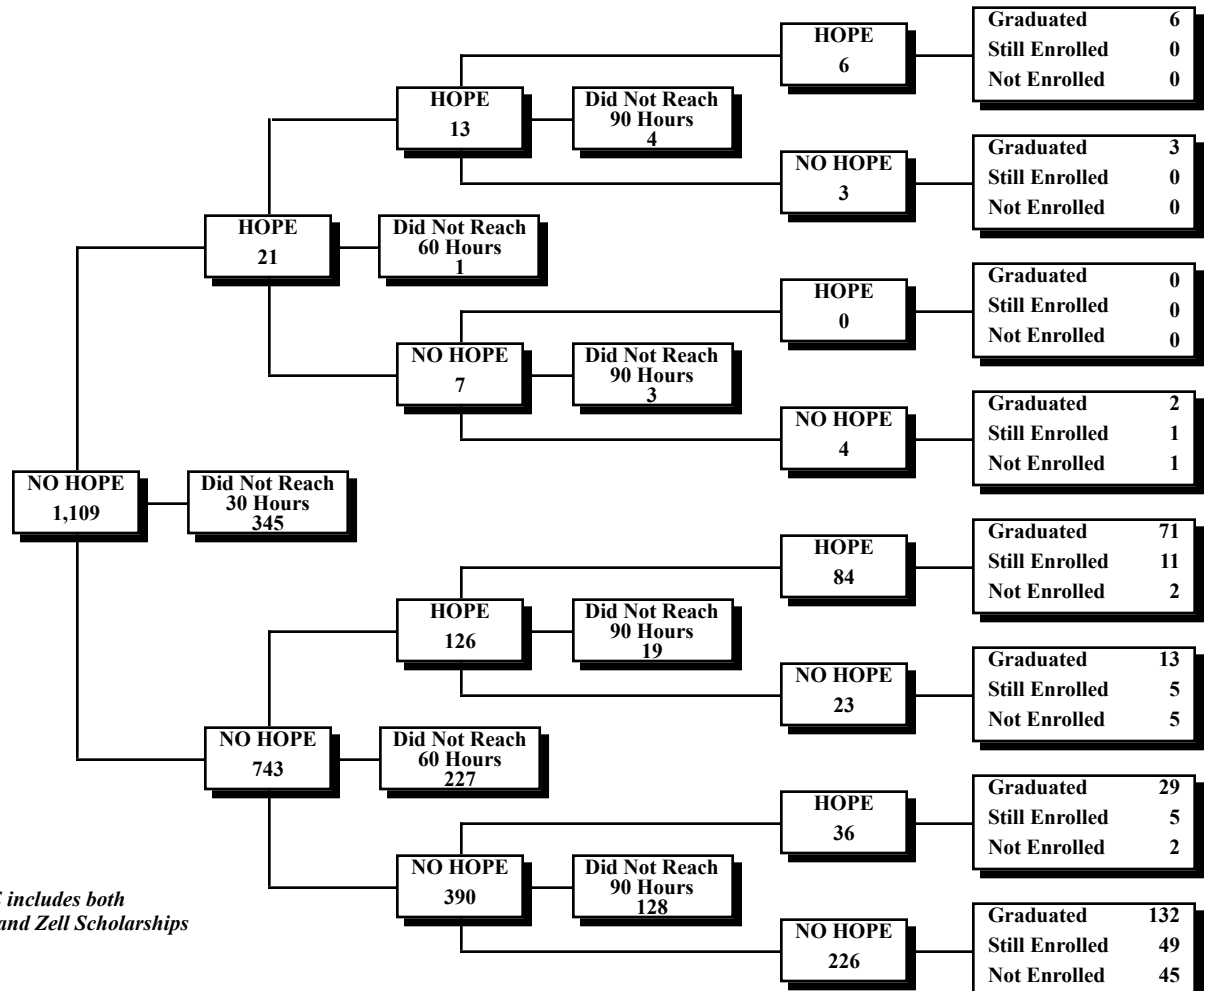 HOPE
6
Graduated 6
Still Enrolled 0
Not Enrolled 0
HOPE
13
Did Not Reach
90 Hours
4
NO HOPE
3
Graduated 3
Still Enrolled 0
Not Enrolled 0
HOPE
21
Did Not Reach
60 Hours
1
HOPE
0
Graduated 0
Still Enrolled 0
Not Enrolled 0
NO HOPE
7
Did Not Reach
90 Hours
3
NO HOPE
4
Graduated 2
Still Enrolled 1
Not Enrolled 1
NO HOPE
1,109
Did Not Reach
30 Hours
345
HOPE
84
Graduated 71
Still Enrolled 11
Not Enrolled 2
HOPE
126
Did Not Reach
90 Hours
19
NO HOPE
23
Graduated 13
Still Enrolled 5
Not Enrolled 5
NO HOPE
743
Did Not Reach
60 Hours
227
HOPE
36
Graduated 29
Still Enrolled 5
Not Enrolled 2
NO HOPE
390
Did Not Reach
90 Hours
128
includes both
and Zell Scholarships
NO HOPE
226
Graduated 132
Still Enrolled 49
Not Enrolled 45